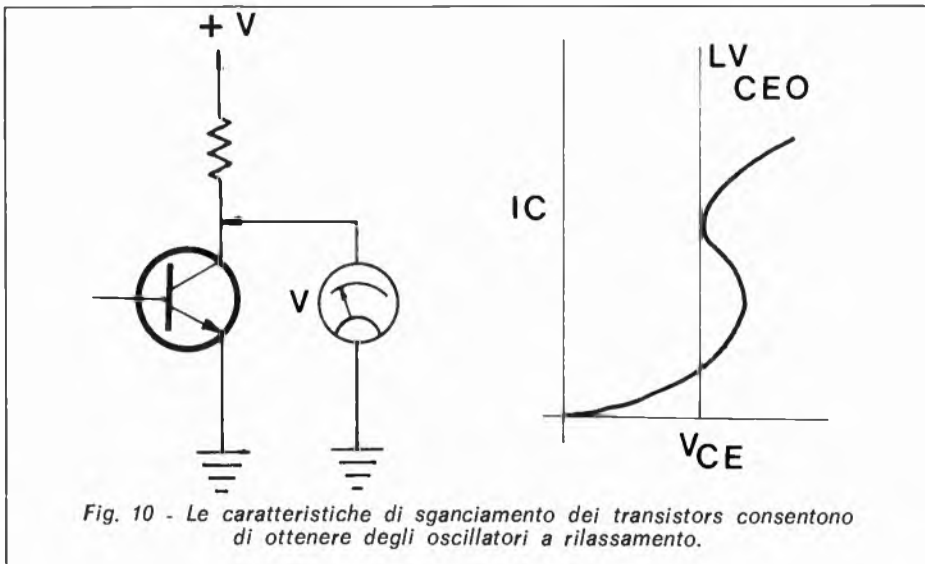 + V
V
LV
CEO
IC
VCE
Fig. 10 - Le caratteristiche di sganciamento dei transistors consentono
di ottenere degli oscillatori a rilassamento.